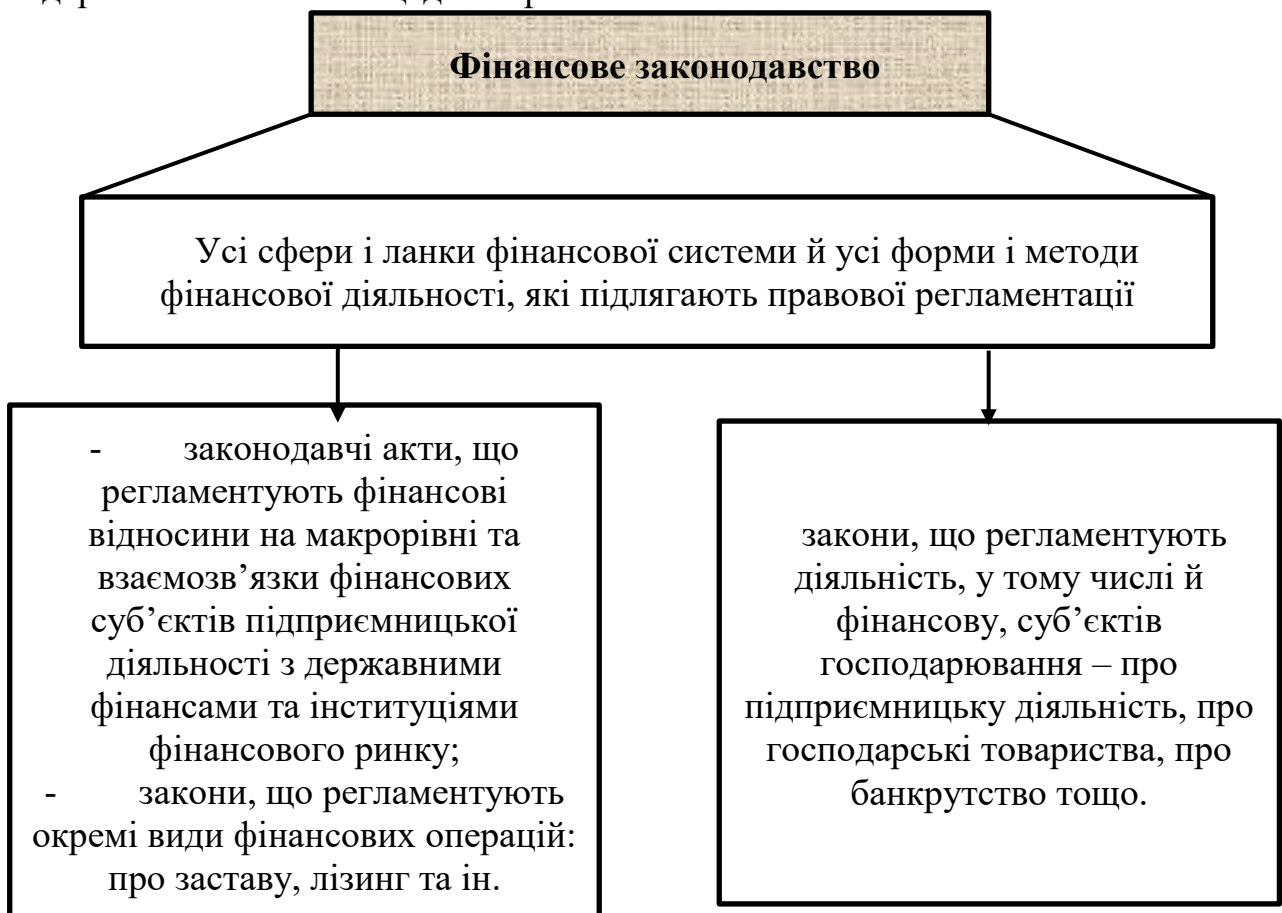 Фінансове законодавство
Усі сфери і ланки фінансової системи й усі форми і методи
фінансової діяльності, які підлягають правової регламентації
- законодавчі акти, що
регламентують фінансові
відносини на макрорівні та
взаємозв’язки фінансових
суб’єктів підприємницької
діяльності з державними
фінансами та інституціями
фінансового ринку;
- закони, що регламентують
окремі види фінансових операцій:
про заставу, лізинг та ін.
закони, що регламентують
діяльність, у тому числі й
фінансову, суб’єктів
господарювання – про
підприємницьку діяльність, про
господарські товариства, про
банкрутство тощо.